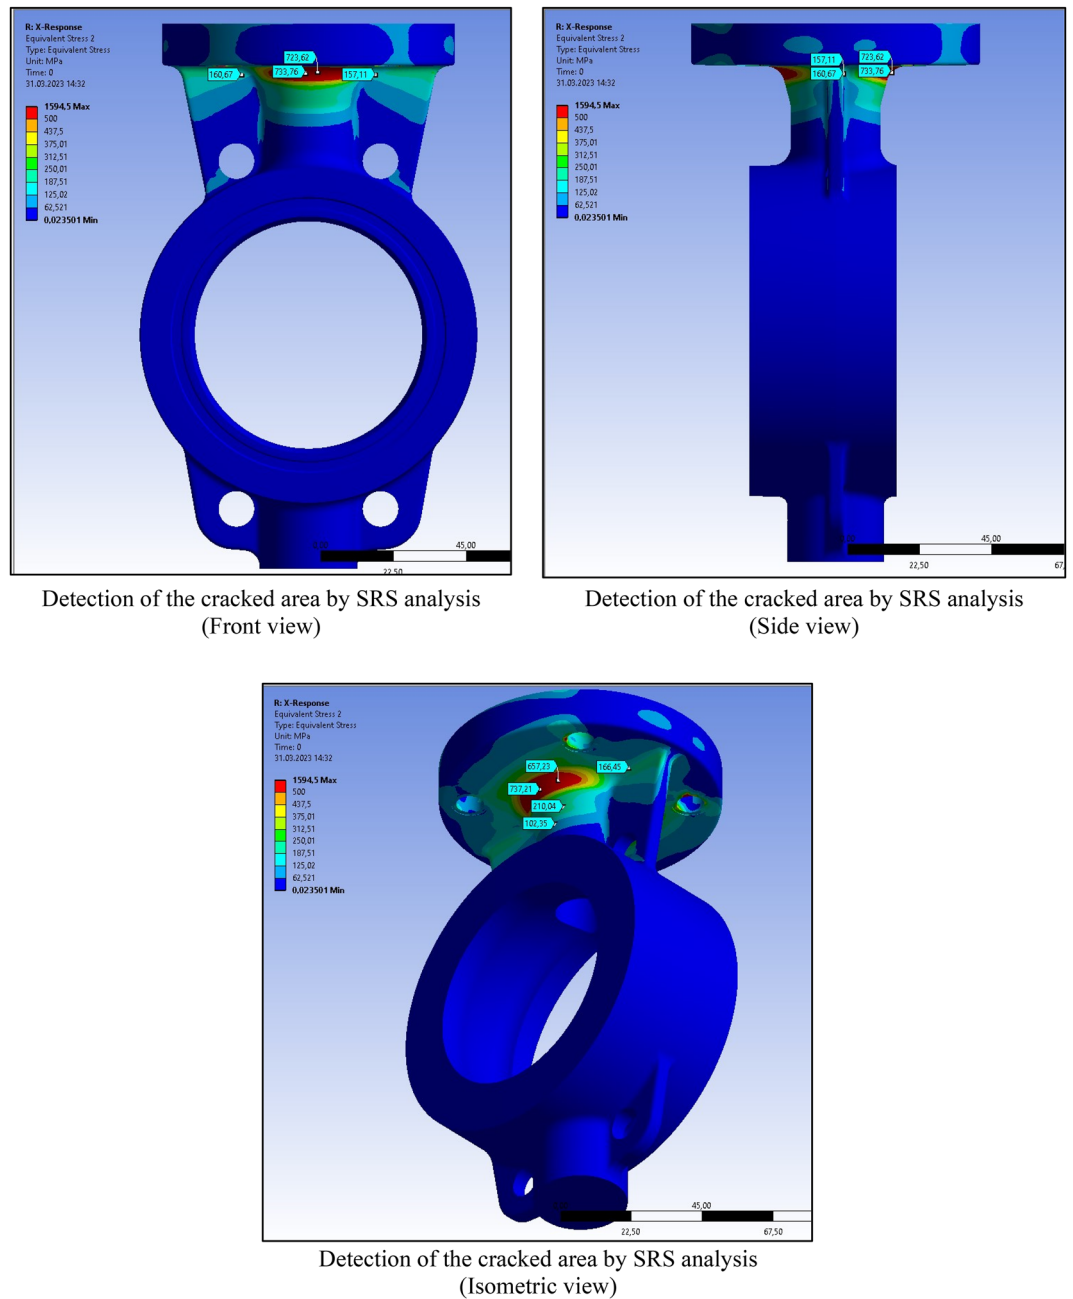 R: X-Response
Equivalent Stress 2
Type: Equivalent Stress
Unit: MPa
Time: 0
31.03.2023 14:32
1594,5 Max
500
437,5
375,01
312,51
250,01
187,51
125,02
62,521
0,023501 Min
723,62
160,67
733,76
157,11
45,00
22,50
Detection of the cracked area by SRS analysis
(Front view)
R: X-Response
Equivalent Stress 2
Type: Equivalent Stress
Unit: MPa
Time: 0
31.03.2023 14:32
1594,5 Max
500
437,5
375,01
312,51
250,01
187,51
125,02
62,521
0,023501 Min
157,11
723,62
160,67
733,76
45,00
22,50
67,
Detection of the cracked area by SRS analysis
(Side view)
R: X-Response
Equivalent Stress 2
Type: Equivalent Stress
Unit: MPa
Time: 0
31.03.2023 14:32
1594,5 Max
500
437,5
375,01
312,51
250,01
187,51
125,02
62,521
0,023501 Min
657,23
166,45
737,21
210,04
102,35
45,00
22,50
67,50
Detection of the cracked area by SRS analysis
(Isometric view)